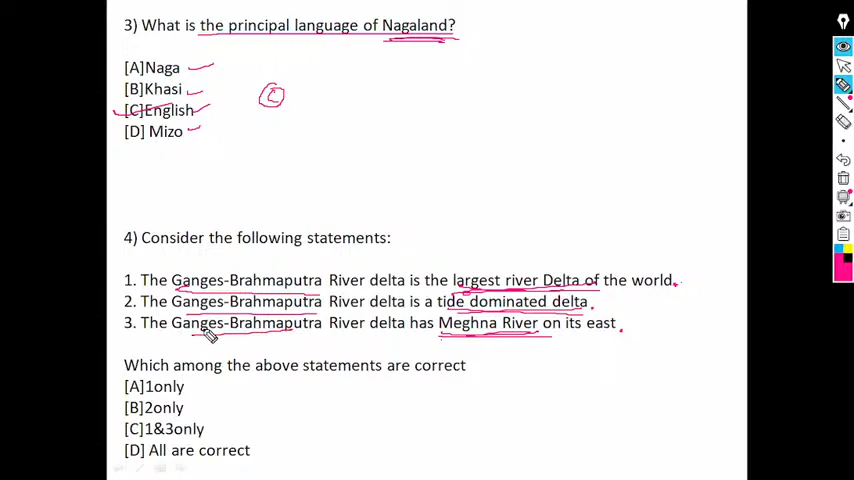 3) What is the principal language of Nagaland?
[A]Naga
[B]Khasi
[C]English
[D] Mizo
C
4) Consider the following statements:
1. The Ganges-Brahmaputra River delta is the largest river Delta of the world.
2. The Ganges-Brahmaputra River delta is a tide dominated delta.
3. The Ganges-Brahmaputra River delta has Meghna River on its east.
Which among the above statements are correct
[A]1only
[B]2only
[C]1&3only
[D] All are correct